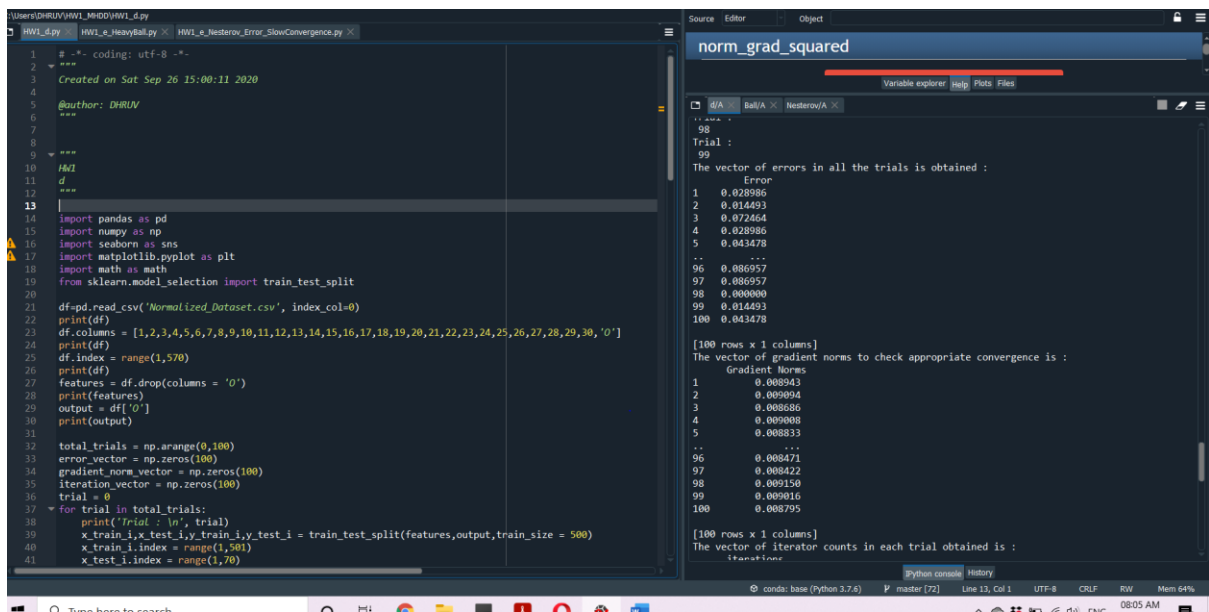 :\Users\DHRUV\HW1_MHDD\HW1_d.py
HW1_d.py HW1_e_HeavyBall.py HW1_e_Nesterov_Error_SlowConvergence.py
1 # -*- coding: utf-8 -*-
2 """
3 Created on Sat Sep 26 15:00:11 2020
4
5 @author: DHRUV
6 """
7
8
9 """
10 HW1
11 d
12 """
13
14 import pandas as pd
15 import numpy as np
16 import seaborn as sns
17 import matplotlib.pyplot as plt
18 import math as math
19 from sklearn.model_selection import train_test_split
20
21 df=pd.read_csv('Normalized_Dataset.csv', index_col=0)
22 print(df)
23 df.columns = [1,2,3,4,5,6,7,8,9,10,11,12,13,14,15,16,17,18,19,20,21,22,23,24,25,26,27,28,29,30,'O']
24 print(df)
25 df.index = range(1,570)
26 print(df)
27 features = df.drop(columns = 'O')
28 print(features)
29 output = df['O']
30 print(output)
31
32 total_trials = np.arange(0,100)
33 error_vector = np.zeros(100)
34 gradient_norm_vector = np.zeros(100)
35 iteration_vector = np.zeros(100)
36 trial = 0
37 for trial in total_trials:
38 print('Trial : \n', trial)
39 x_train_i,x_test_i,y_train_i,y_test_i = train_test_split(features,output,train_size = 500)
40 x_train_i.index = range(1,501)
41 x_test_i.index = range(1,70)
Source Editor Object
norm_grad_squared
Variable explorer Help Plots Files
d/A Ball/A Nesterov/A
Trial :
98
Trial :
99
The vector of errors in all the trials is obtained :
Error
1 0.028986
2 0.014493
3 0.072464
4 0.028986
5 0.043478
.. ...
96 0.086957
97 0.086957
98 0.000000
99 0.014493
100 0.043478
[100 rows x 1 columns]
The vector of gradient norms to check appropriate convergence is :
Gradient Norms
1 0.008943
2 0.009094
3 0.008686
4 0.009008
5 0.008833
.. ...
96 0.008471
97 0.008422
98 0.009150
99 0.009016
100 0.008795
[100 rows x 1 columns]
The vector of iterator counts in each trial obtained is :
iterations
IPython console History
conda: base (Python 3.7.6) master [72] Line 13, Col 1 UTF-8 CRLF RW Mem 64%
Type here to search
ENG 08:05 AM